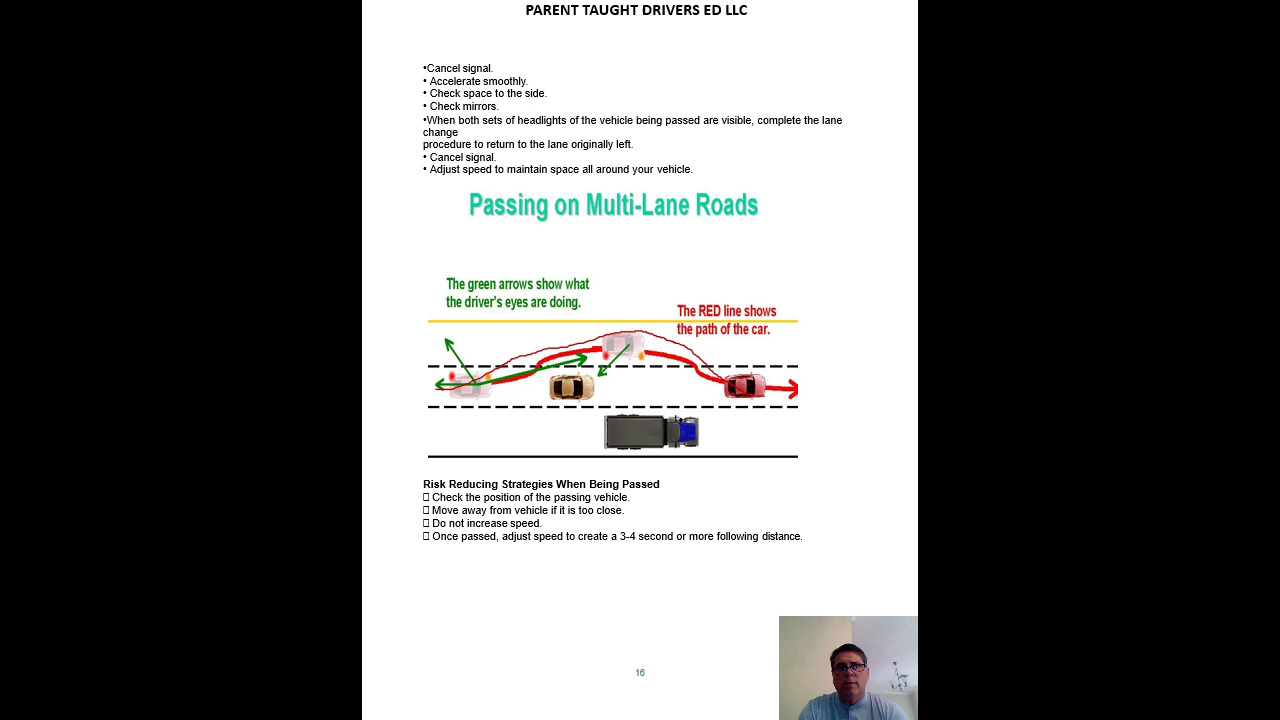 PARENT TAUGHT DRIVERS ED LLC
•Cancel signal.
• Accelerate smoothly.
• Check space to the side.
• Check mirrors.
•When both sets of headlights of the vehicle being passed are visible, complete the lane
change
procedure to return to the lane originally left.
• Cancel signal.
• Adjust speed to maintain space all around your vehicle.
Passing on Multi-Lane Roads
The green arrows show what
the driver's eyes are doing.
The RED line shows
the path of the car.
Risk Reducing Strategies When Being Passed
Check the position of the passing vehicle.
Move away from vehicle if it is too close.
Do not increase speed.
Once passed, adjust speed to create a 3-4 second or more following distance.
16